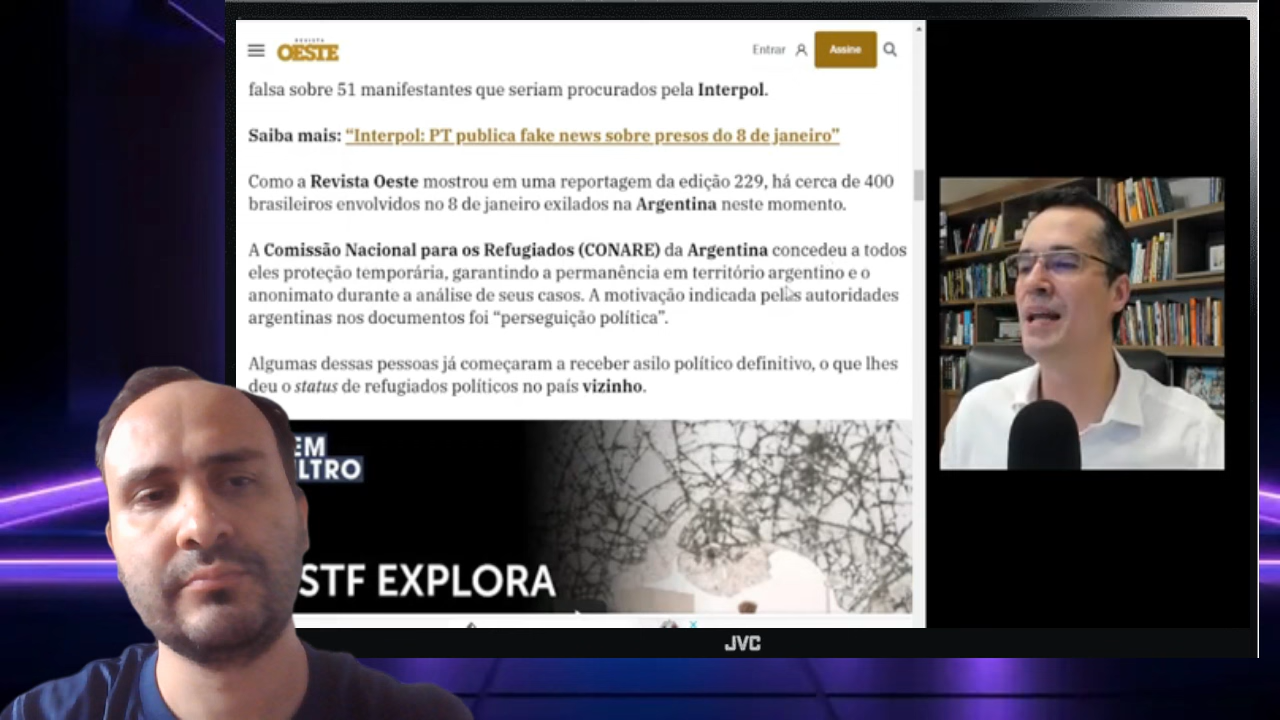 REVISTA
OESTE
Entrar
Assine
falsa sobre 51 manifestantes que seriam procurados pela Interpol.
Saiba mais: “Interpol: PT publica fake news sobre presos do 8 de janeiro”
Como a Revista Oeste mostrou em uma reportagem da edição 229, há cerca de 400
brasileiros envolvidos no 8 de janeiro exilados na Argentina neste momento.
A Comissão Nacional para os Refugiados (CONARE) da Argentina concedeu a todos
eles proteção temporária, garantindo a permanência em território argentino e o
anonimato durante a análise de seus casos. A motivação indicada pelas autoridades
argentinas nos documentos foi “perseguição política”.
Algumas dessas pessoas já começaram a receber asilo político definitivo, o que lhes
deu o status de refugiados políticos no país vizinho.
EM
ILTRO
STF EXPLORA
JVC